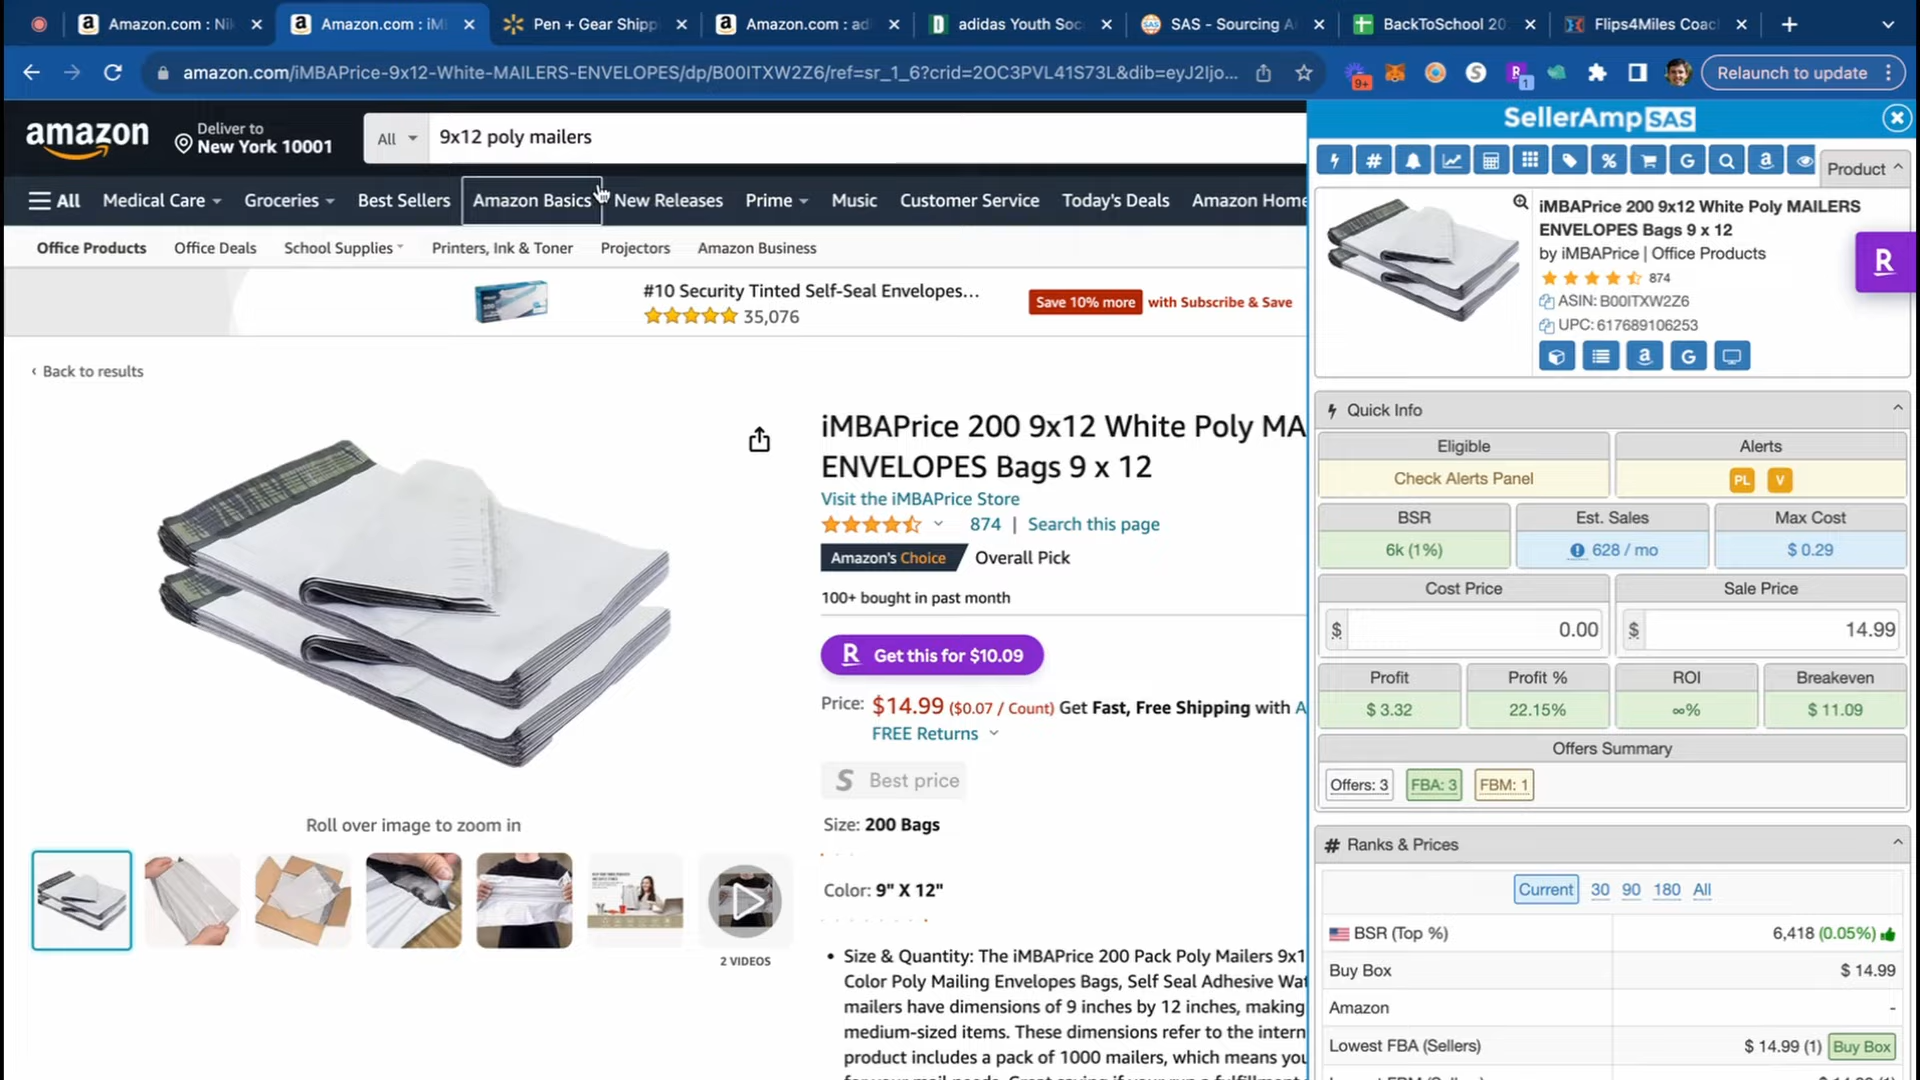 Amazon.com : Nik
Amazon.com : iM
Pen + Gear Shipp
Amazon.com : ad
adidas Youth Soc
SAS - Sourcing A
BackToSchool 20
Flips4Miles Coac
amazon.com/iMBAPrice-9x12-White-MAILERS-ENVELOPES/dp/B00ITXW2Z6/ref=sr_1_6?crid=2OC3PVL41S73L&dib=eyJ2Ijo...
9+
1
Relaunch to update
amazon
Deliver to
New York 10001
All
9x12 poly mailers
All
Medical Care
Groceries
Best Sellers
Amazon Basics
New Releases
Prime
Music
Customer Service
Today's Deals
Amazon Home
Office Products
Office Deals
School Supplies
Printers, Ink & Toner
Projectors
Amazon Business
#10 Security Tinted Self-Seal Envelopes...
35,076
Save 10% more with Subscribe & Save
‹ Back to results
Roll over image to zoom in
2 VIDEOS
iMBAPrice 200 9x12 White Poly MA
ENVELOPES Bags 9 x 12
Visit the iMBAPrice Store
874 | Search this page
Amazon's Choice Overall Pick
100+ bought in past month
R Get this for $10.09
Price: $14.99 ($0.07 / Count) Get Fast, Free Shipping with A
FREE Returns
S Best price
Size: 200 Bags
Color: 9" X 12"
• Size & Quantity: The iMBAPrice 200 Pack Poly Mailers 9x1
Color Poly Mailing Envelopes Bags, Self Seal Adhesive Wat
mailers have dimensions of 9 inches by 12 inches, making
medium-sized items. These dimensions refer to the intern
product includes a pack of 1000 mailers, which means you
SellerAmp SAS
Product
iMBAPrice 200 9x12 White Poly MAILERS
ENVELOPES Bags 9 x 12
by iMBAPrice | Office Products
874
ASIN: B00ITXW2Z6
UPC: 617689106253
R
Quick Info
Eligible
Alerts
Check Alerts Panel
PL V
BSR
Est. Sales
Max Cost
6k (1%)
628 / mo
$ 0.29
Cost Price
Sale Price
$ 0.00
$ 14.99
Profit
Profit %
ROI
Breakeven
$ 3.32
22.15%
∞%
$ 11.09
Offers Summary
Offers: 3
FBA: 3
FBM: 1
# Ranks & Prices
Current 30 90 180 All
BSR (Top %)
6,418 (0.05%)
Buy Box
$ 14.99
Amazon
-
Lowest FBA (Sellers)
$ 14.99 (1) Buy Box